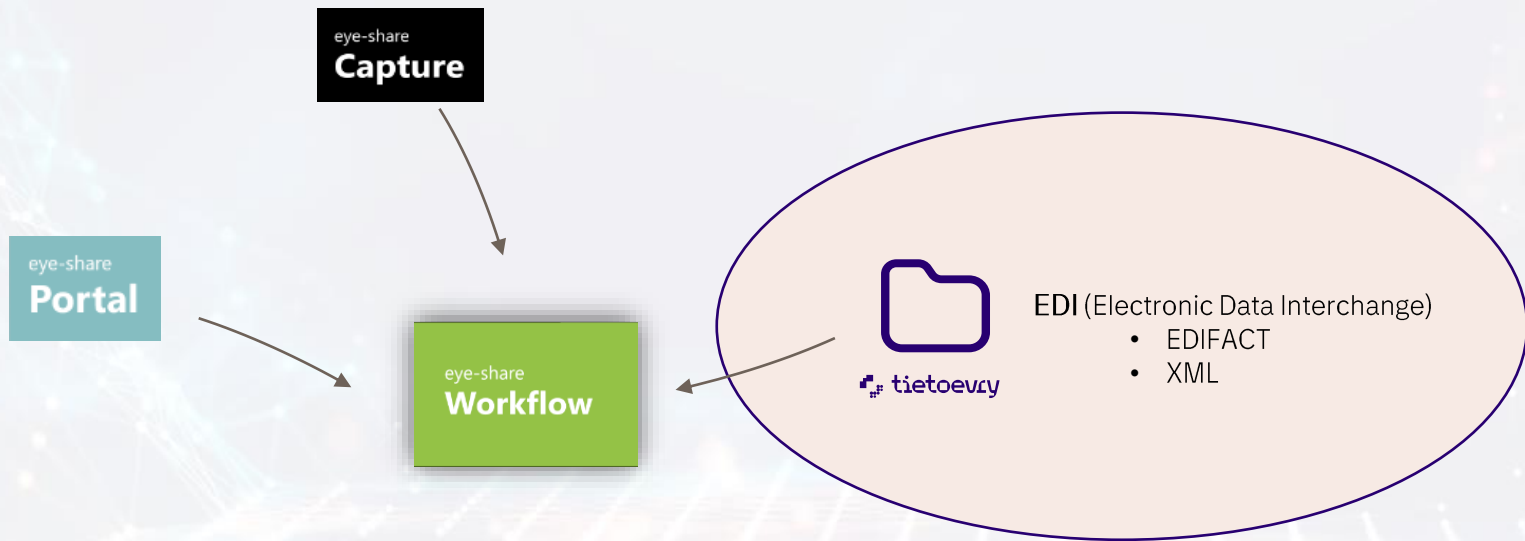 eye-share
Capture
eye-share
Portal
eye-share
Workflow
tietoevry
EDI (Electronic Data Interchange)
• EDIFACT
• XML